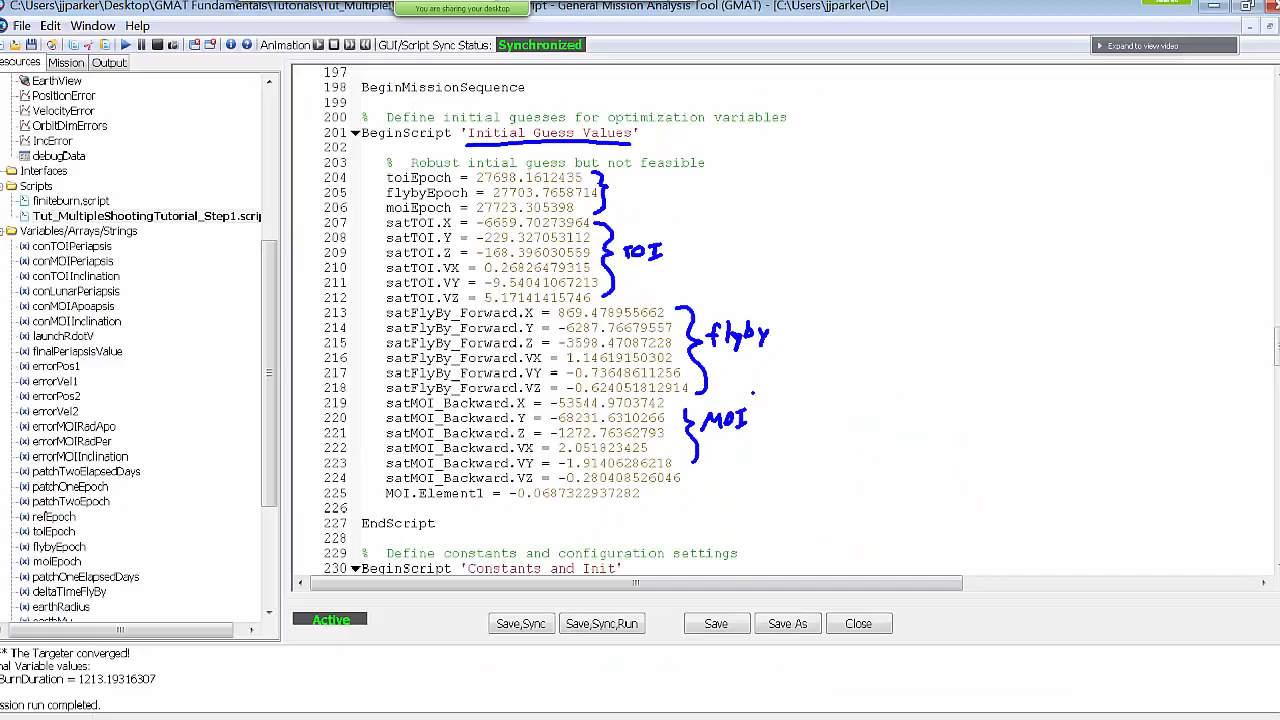 C:\Users\jjparker\Desktop\GMAT Fundamentals\Tutorials\Tut_Multiple
ript - General Mission Analysis Tool (GMAT) - [C:\Users\jjparker\De
You are sharing your desktop
File Edit Window Help
Animation GUI/Script Sync Status: Synchronized
Expand to view video
esources Mission Output
EarthView
PositionError
VelocityError
OrbitDimErrors
IncError
debugData
Interfaces
Scripts
finiteburn.script
Tut_MultipleShootingTutorial_Step1.scrip
Variables/Arrays/Strings
conTOIPeriapsis
conMOIPeriapsis
conTOIInclination
conLunarPeriapsis
conMOIApoapsis
conMOIInclination
launchRdotV
finalPeriapsisValue
errorPos1
errorVel1
errorPos2
errorVel2
errorMOIRadApo
errorMOIRadPer
errorMOIInclination
patchTwoElapsedDays
patchOneEpoch
patchTwoEpoch
refEpoch
toiEpoch
flybyEpoch
moiEpoch
patchOneElapsedDays
deltaTimeFlyBy
earthRadius
earthMu
197
198 BeginMissionSequence
199
200 % Define initial guesses for optimization variables
201 BeginScript 'Initial Guess Values'
202
203 % Robust intial guess but not feasible
204 toiEpoch = 27698.1612435
205 flybyEpoch = 27703.7658714
206 moiEpoch = 27723.305398
207 satTOI.X = -6659.70273964
208 satTOI.Y = -229.327053112
209 satTOI.Z = -168.396030559
210 satTOI.VX = 0.26826479315
211 satTOI.VY = -9.54041067213
212 satTOI.VZ = 5.17141415746
213 satFlyBy_Forward.X = 869.478955662
214 satFlyBy_Forward.Y = -6287.76679557
215 satFlyBy_Forward.Z = -3598.47087228
216 satFlyBy_Forward.VX = 1.14619150302
217 satFlyBy_Forward.VY = -0.73648611256
218 satFlyBy_Forward.VZ = -0.624051812914
219 satMOI_Backward.X = -53544.9703742
220 satMOI_Backward.Y = -68231.6310266
221 satMOI_Backward.Z = -1272.76362793
222 satMOI_Backward.VX = 2.051823425
223 satMOI_Backward.VY = -1.91406286218
224 satMOI_Backward.VZ = -0.280408526046
225 MOI.Element1 = -0.0687322937282
226
227 EndScript
228
229 % Define constants and configuration settings
230 BeginScript 'Constants and Init'
TOI
flyby
MOI
Active
Save,Sync Save,Sync,Run Save Save As Close
** The Targeter converged!
nal Variable values:
BurnDuration = 1213.19316307
ission run completed.